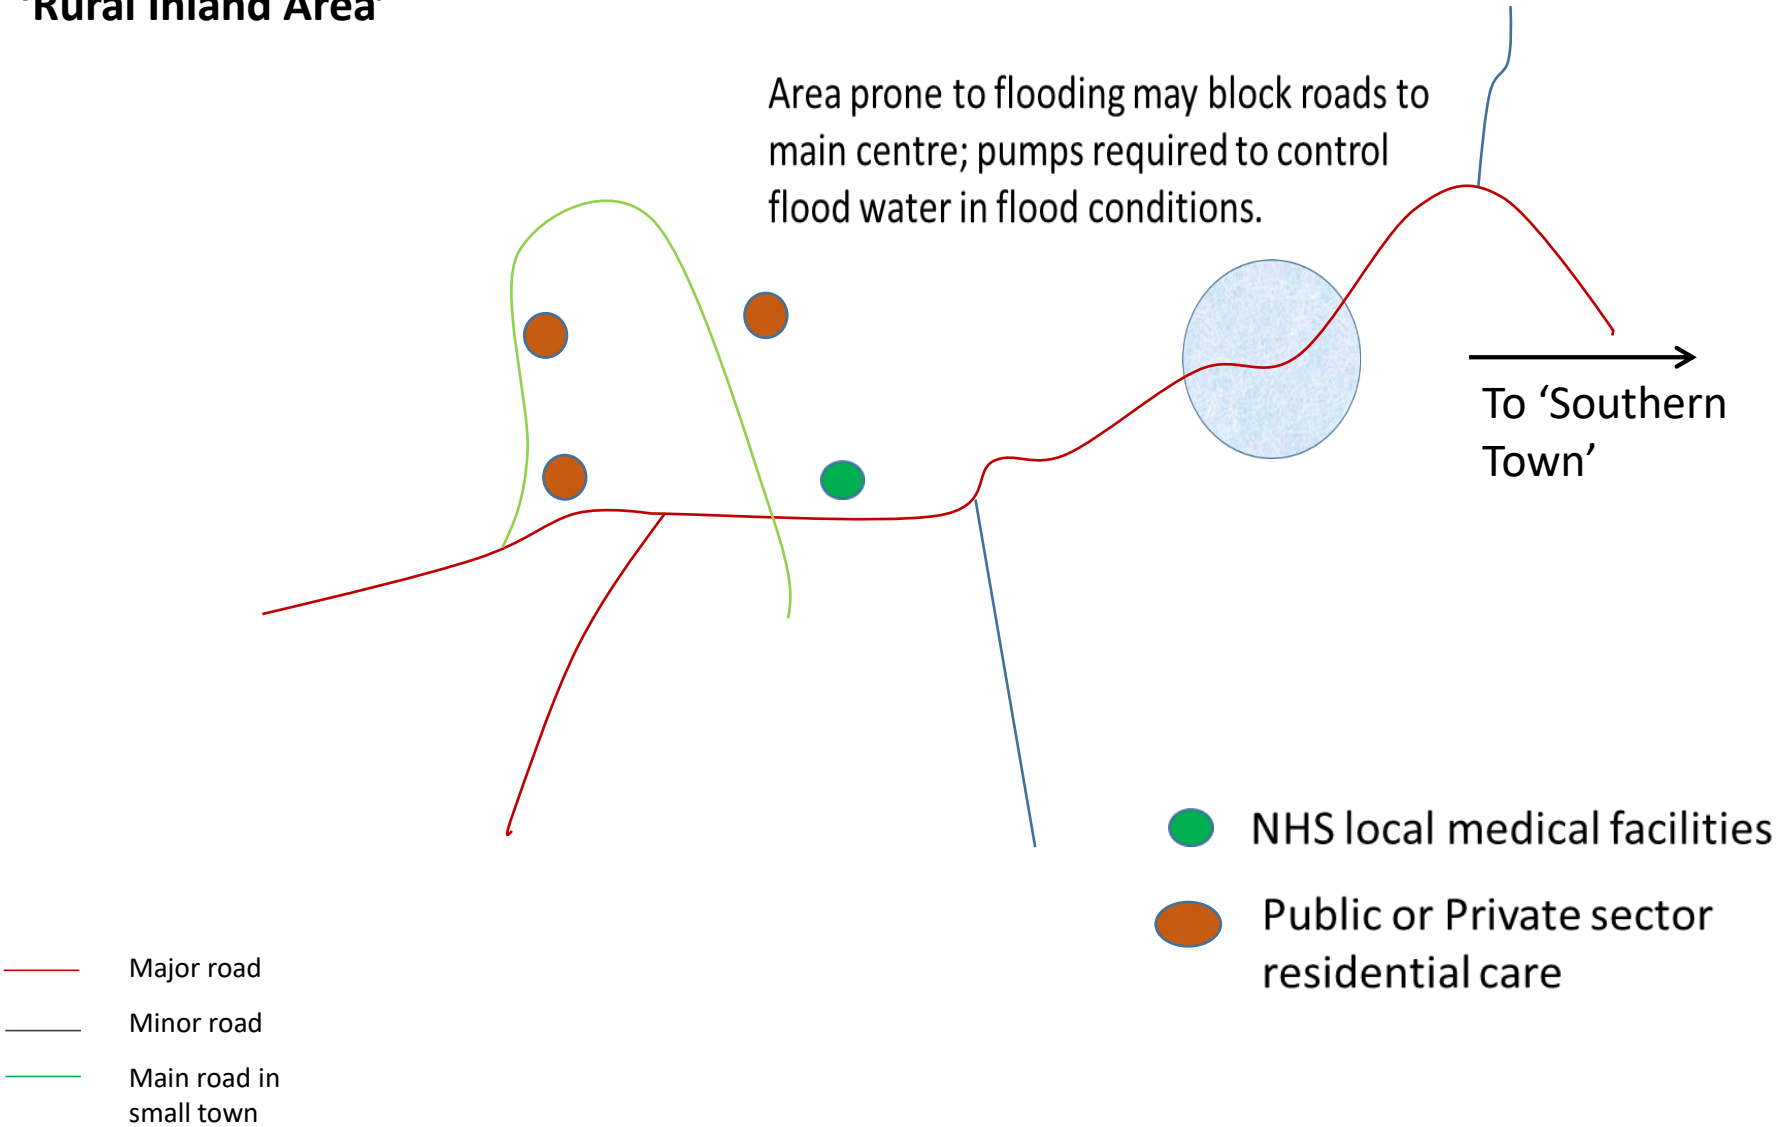 ‘Rural Inland Area’
Area prone to flooding may block roads to
main centre; pumps required to control
flood water in flood conditions.
To ‘Southern
Town’
NHS local medical facilities
Public or Private sector
residential care
Major road
Minor road
Main road in
small town